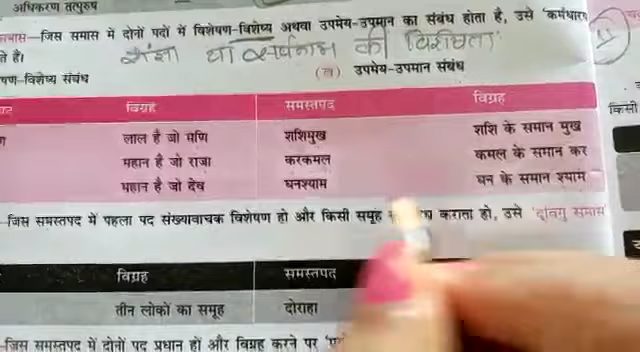 अधिकरण तत्पुरुष
समास—जिस समास में दोनों पदों में विशेषण-विशेष्य अथवा उपमेय-उपमान का संबंध होता है, उसे 'कर्मधारय
ते हैं।
संज्ञा या सर्वनाम की विशेषता
षण-विशेष्य संबंध (ख) उपमेय-उपमान संबंध
विग्रह समस्तपद विग्रह
लाल है जो मणि शशिमुख शशि के समान मुख
महान है जो राजा करकमल कमल के समान कर
महान है जो देव घनश्याम घन के समान श्याम
किसी
जिस समस्तपद में पहला पद संख्यावाचक विशेषण हो और किसी समूह का बोध कराता हो, उसे 'द्विगु समास'
विग्रह समस्तपद
तीन लोकों का समूह दोराहा
जिस समस्तपद में दोनों पद प्रधान हों और विग्रह करने पर